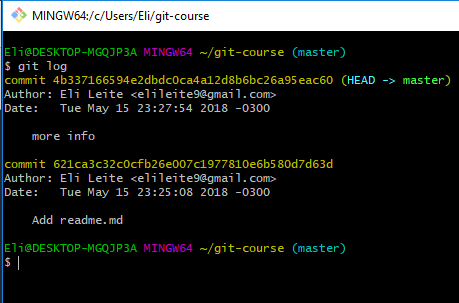 MINGW64:/c/Users/Eli/git-course
Eli@DESKTOP-MGQJP3A MINGW64 ~/git-course (master)
$ git log
commit 4b337166594e2dbdc0ca4a12d8b6bc26a95eac60 (HEAD -> master)
Author: Eli Leite <elileite9@gmail.com>
Date:   Tue May 15 23:27:54 2018 -0300
more info
commit 621ca3c32c0cfb26e007c1977810e6b580d7d63d
Author: Eli Leite <elileite9@gmail.com>
Date:   Tue May 15 23:25:08 2018 -0300
Add readme.md
Eli@DESKTOP-MGQJP3A MINGW64 ~/git-course (master)
$